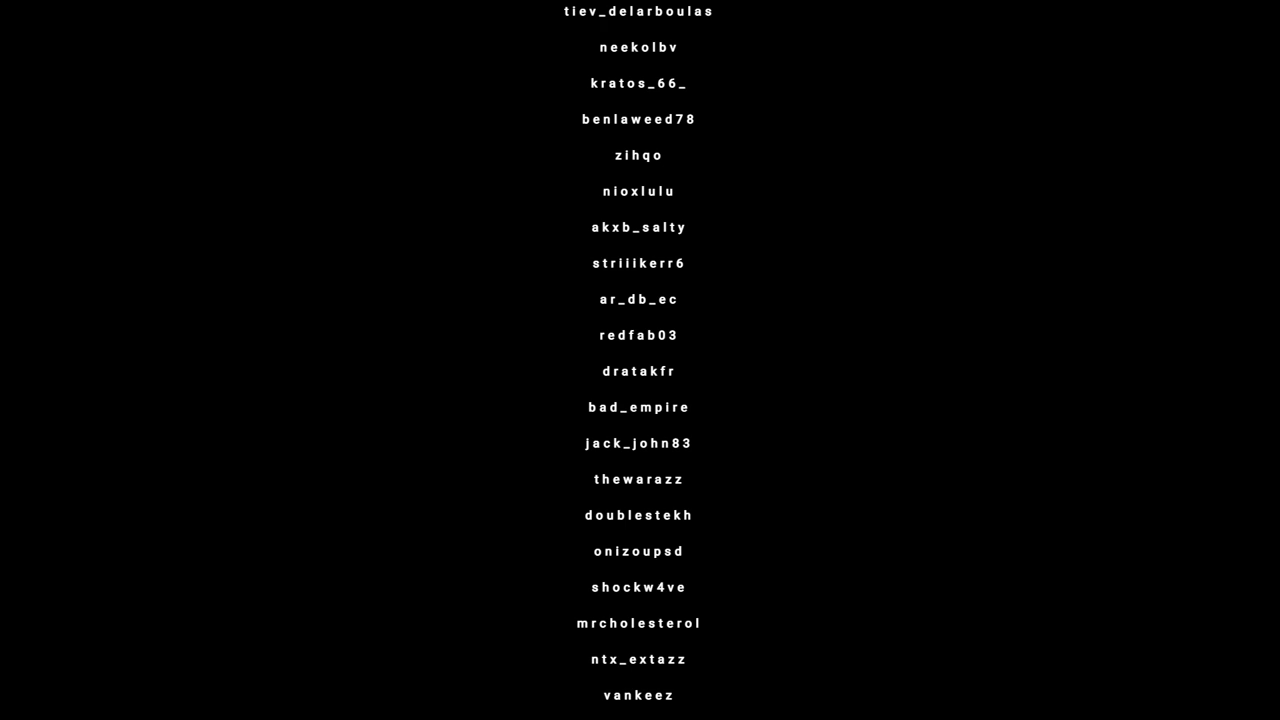 tiev_delarboulas
neekolbv
kratos_66_
benlaweed78
zihqo
nioxlulu
akxb_salty
striiikerr6
ar_db_ec
redfab03
dratakfr
bad_empire
jack_john83
thewarazz
doublestekh
onizoupsd
shockw4ve
mrcholesterol
ntx_extazz
vankeez